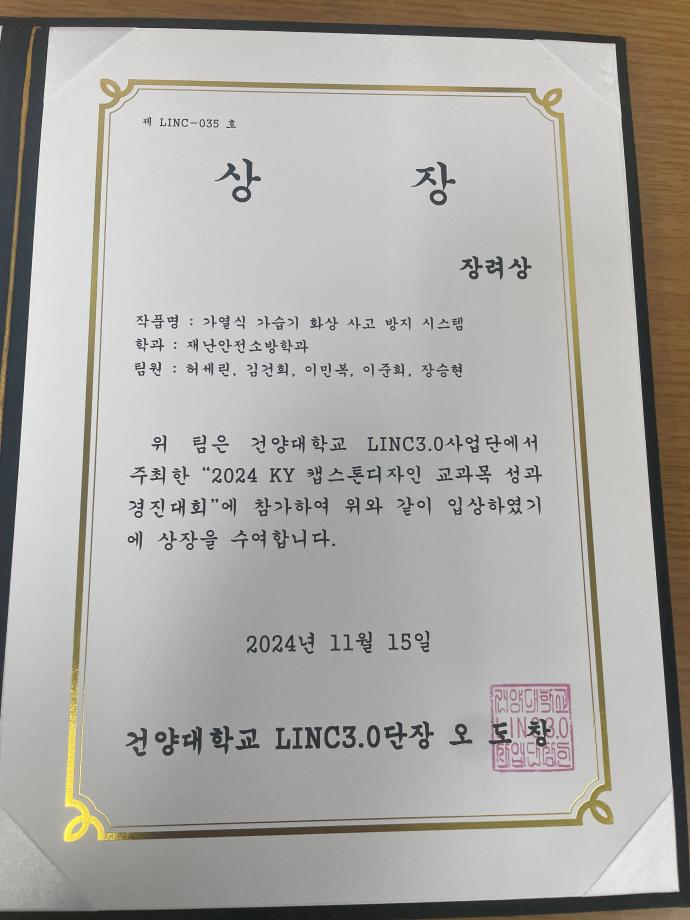 제 LINC-035 호
상 장
장려상
작품명 : 가열식 가습기 화상 사고 방지 시스템
학과 : 재난안전소방학과
팀원 : 허세린, 김건희, 이민복, 이준희, 장승현
위 팀은 건양대학교 LINC3.0사업단에서
주최한 “2024 KY 캡스톤디자인 교과목 성과
경진대회”에 참가하여 위와 같이 입상하였기
에 상장을 수여합니다.
2024년 11월 15일
건양대학교 LINC3.0단장 오 도 창